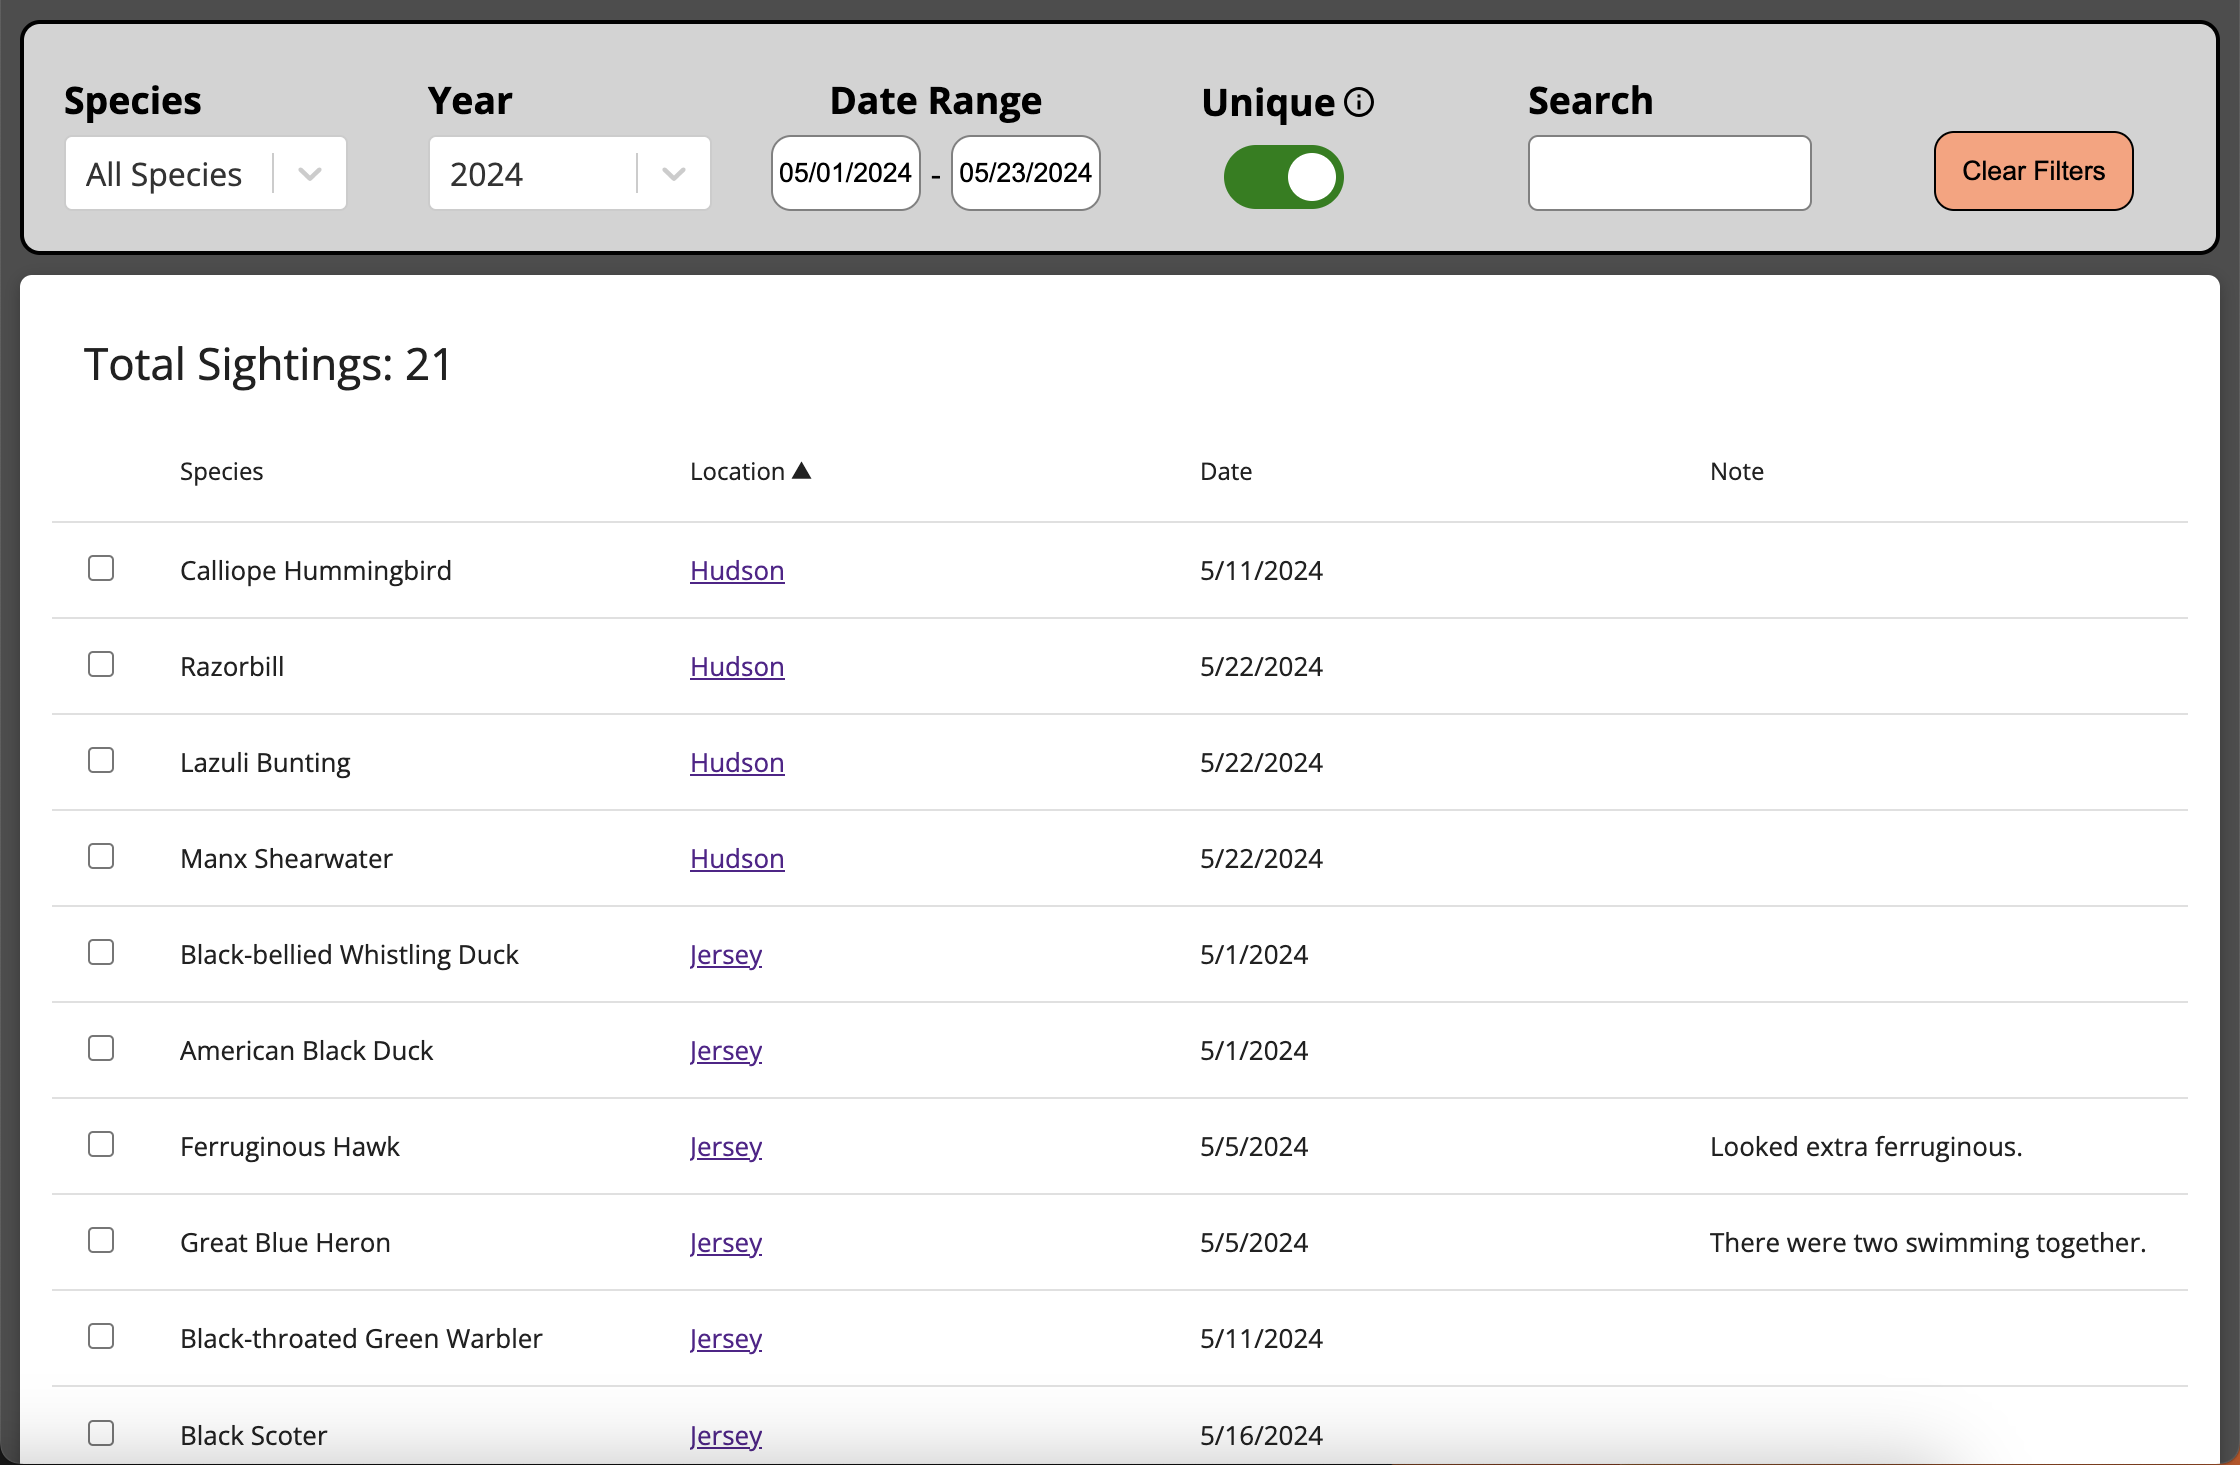 Species Year Date Range Unique Search
All Species 2024 05/01/2024 - 05/23/2024 Clear Filters
Total Sightings: 21
Species Location ▲ Date Note
Calliope Hummingbird Hudson 5/11/2024
Razorbill Hudson 5/22/2024
Lazuli Bunting Hudson 5/22/2024
Manx Shearwater Hudson 5/22/2024
Black-bellied Whistling Duck Jersey 5/1/2024
American Black Duck Jersey 5/1/2024
Ferruginous Hawk Jersey 5/5/2024 Looked extra ferruginous.
Great Blue Heron Jersey 5/5/2024 There were two swimming together.
Black-throated Green Warbler Jersey 5/11/2024
Black Scoter Jersey 5/16/2024